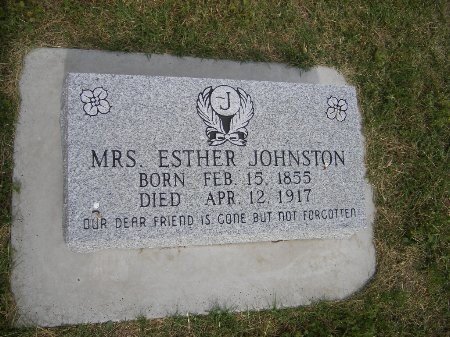 J
MRS. ESTHER JOHNSTON
BORN FEB. 15, 1855
DIED APR. 12, 1917
OUR DEAR FRIEND IS GONE BUT NOT FORGOTTEN